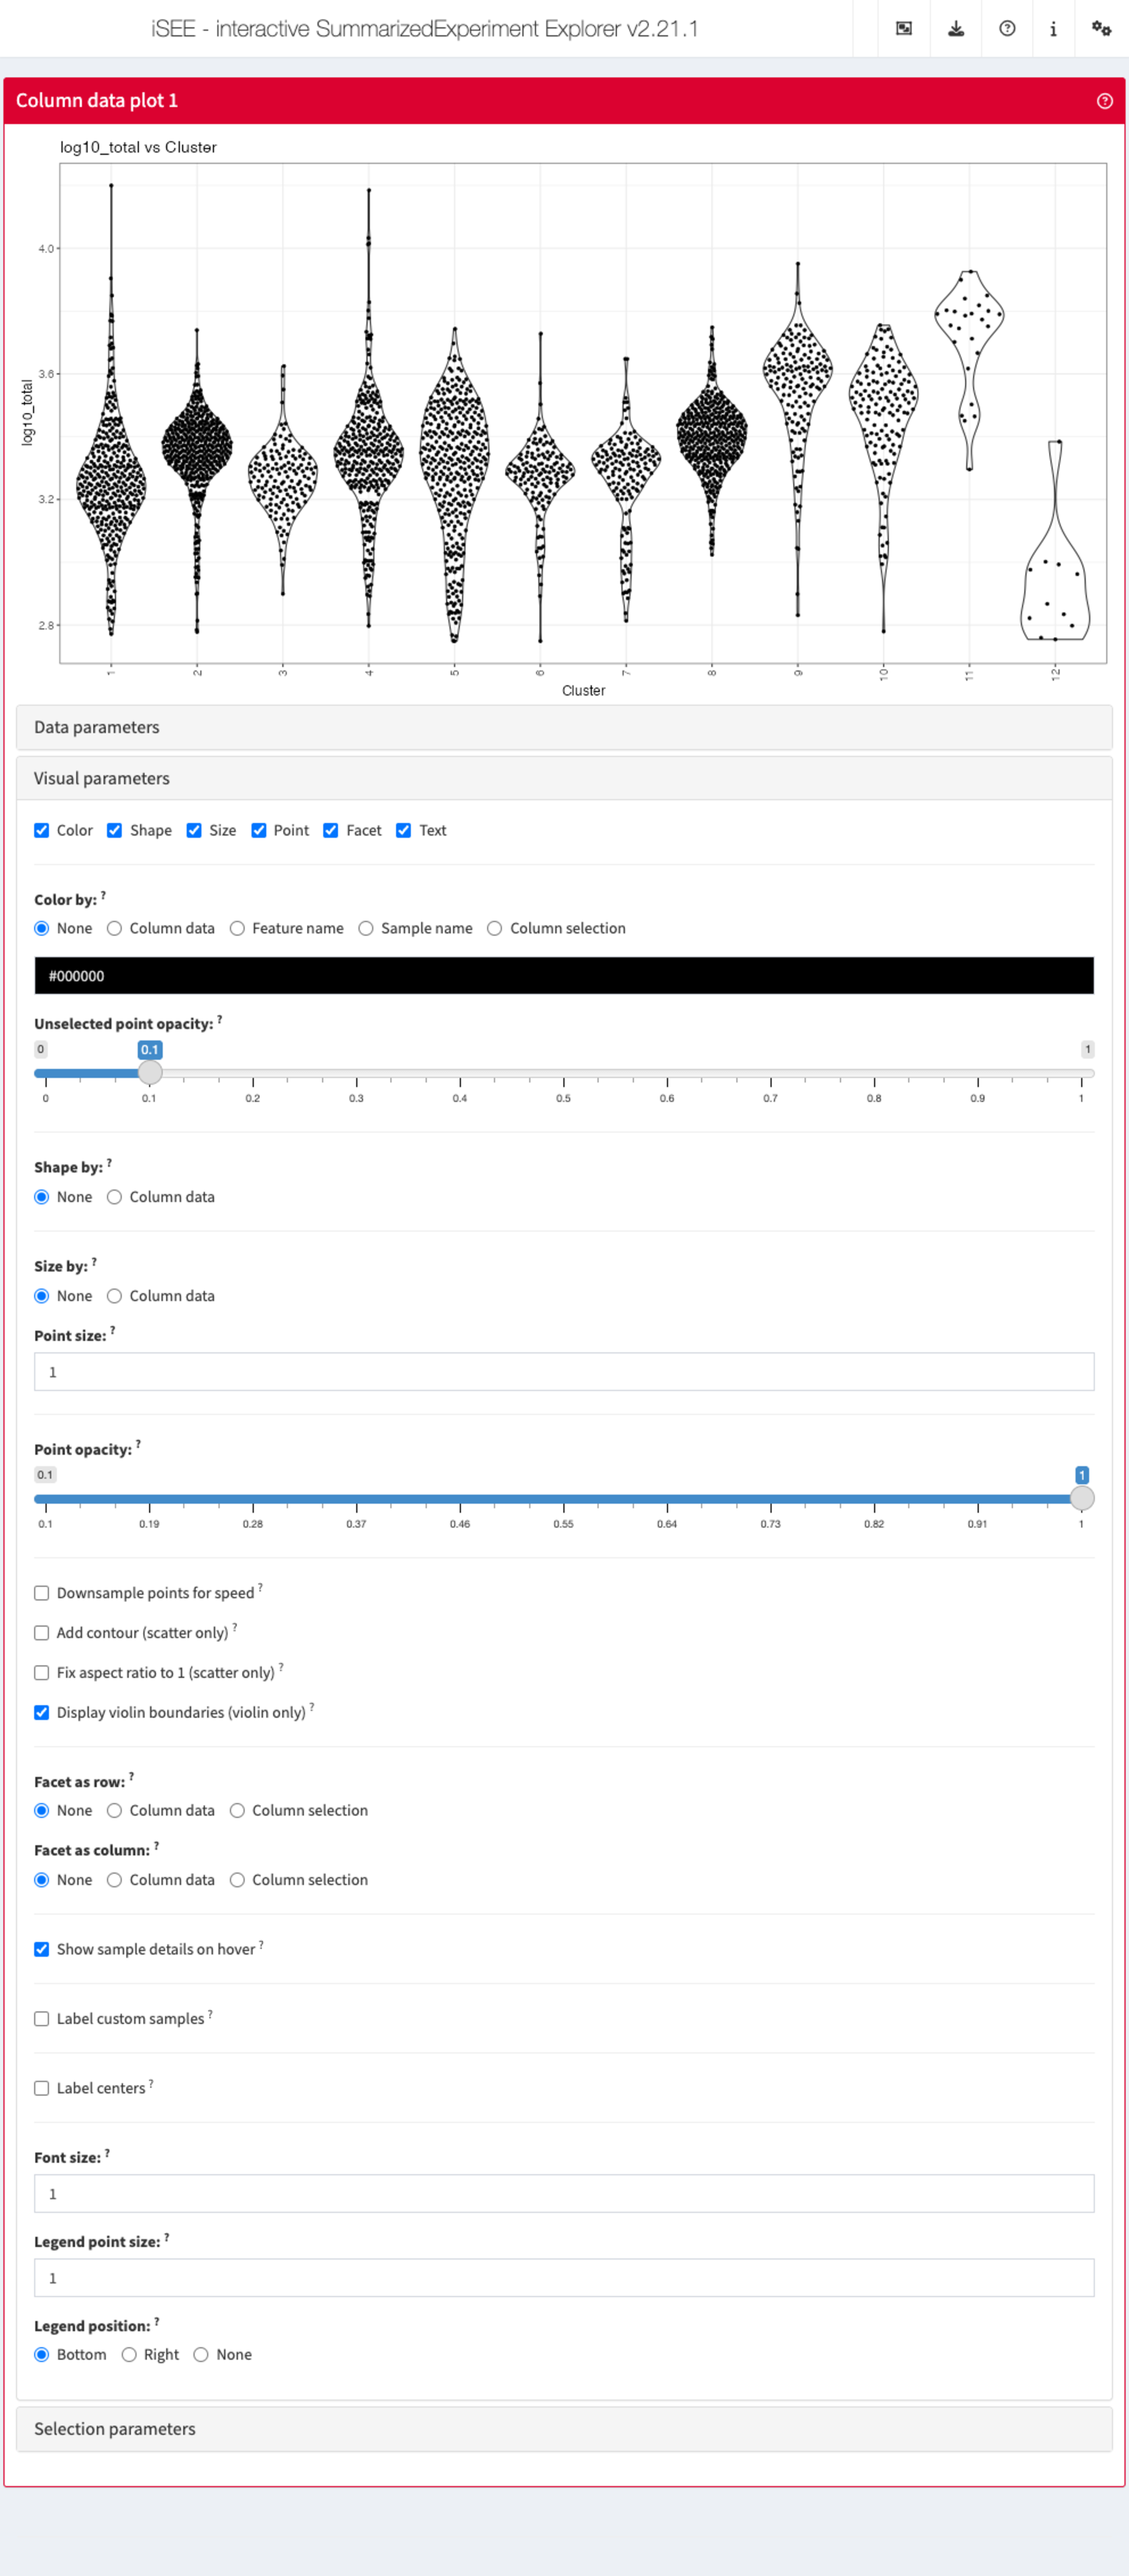 iSEE - interactive SummarizedExperiment Explorer v2.21.1
Column data plot 1
log10_total vs Cluster
4.0
3.6
3.2
2.8
log10_total
1 2 3 4 5 6 7 8 9 10 11 12
Cluster
Data parameters
Visual parameters
Color Shape Size Point Facet Text
Color by: ?
None Column data Feature name Sample name Column selection
#000000
Unselected point opacity: ?
0 0.1 1
0 0.1 0.2 0.3 0.4 0.5 0.6 0.7 0.8 0.9 1
Shape by: ?
None Column data
Size by: ?
None Column data
Point size: ?
1
Point opacity: ?
0.1 1
0.1 0.19 0.28 0.37 0.46 0.55 0.64 0.73 0.82 0.91 1
Downsample points for speed ?
Add contour (scatter only) ?
Fix aspect ratio to 1 (scatter only) ?
Display violin boundaries (violin only) ?
Facet as row: ?
None Column data Column selection
Facet as column: ?
None Column data Column selection
Show sample details on hover ?
Label custom samples ?
Label centers ?
Font size: ?
1
Legend point size: ?
1
Legend position: ?
Bottom Right None
Selection parameters